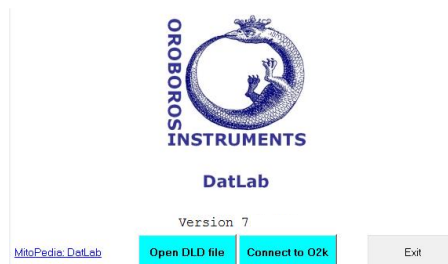 OROBOROS
INSTRUMENTS
DatLab
Version 7
MitoPedia: DatLab
Open DLD file
Connect to O2k
Exit